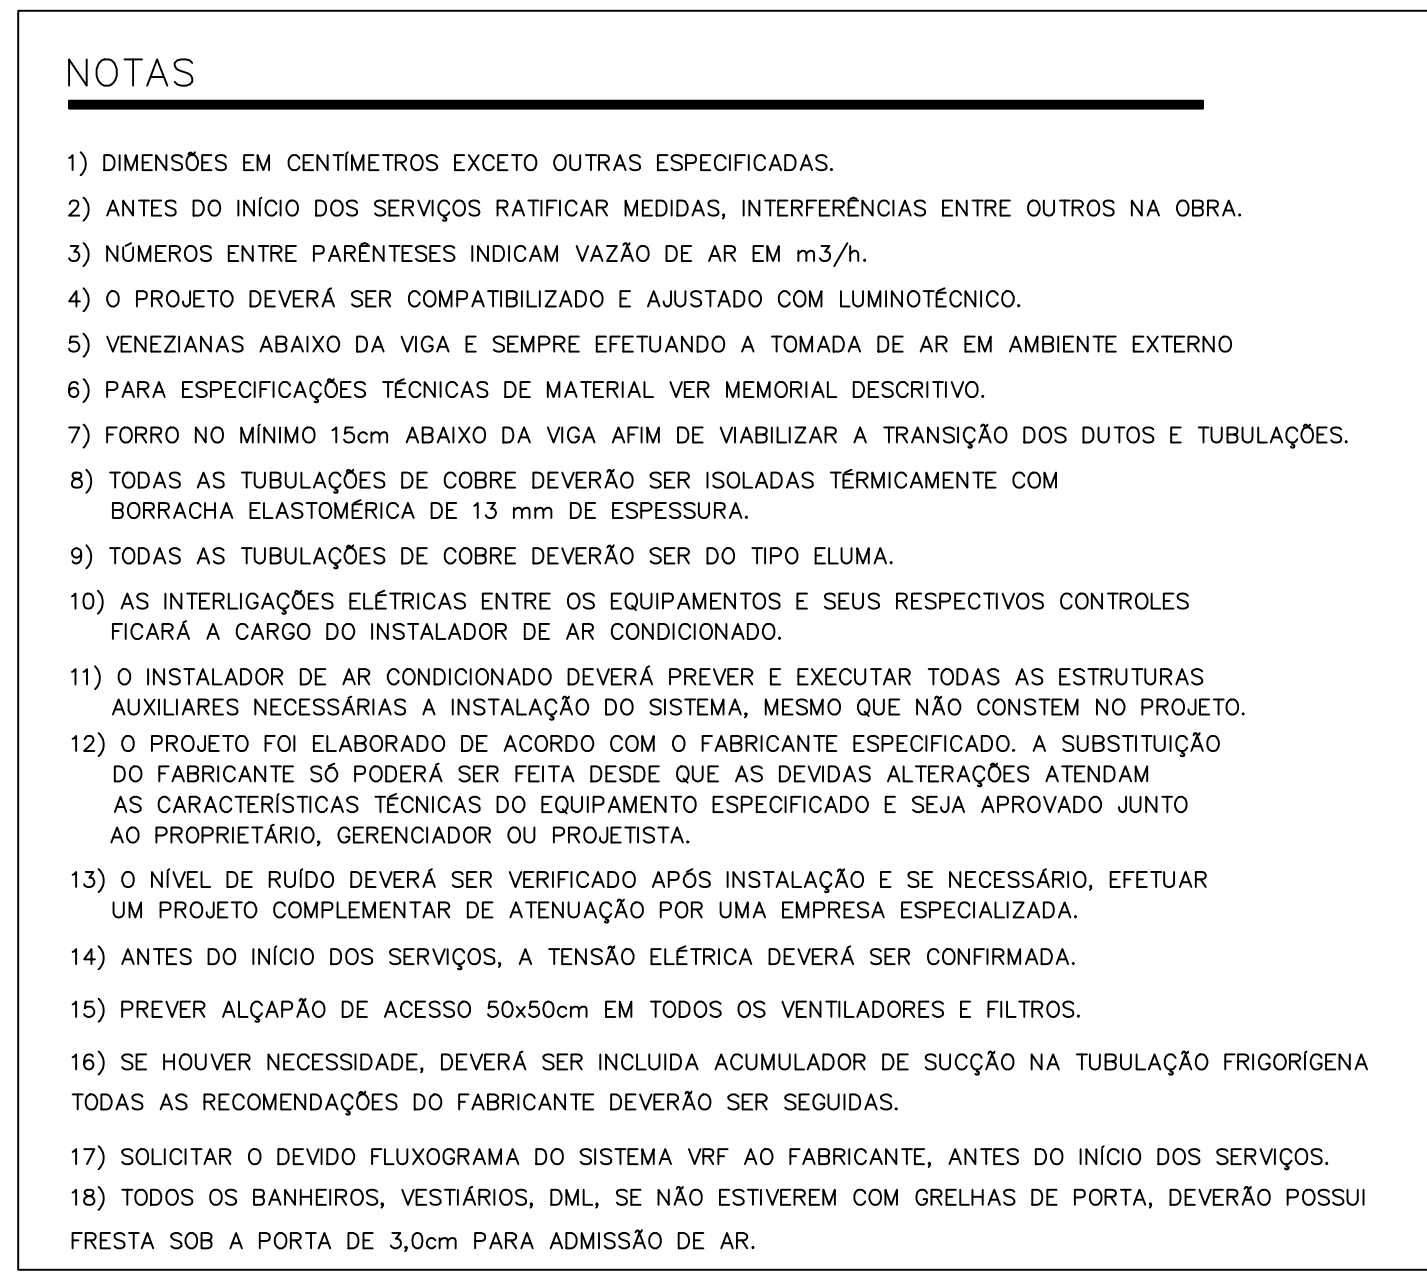 NOTAS
1) DIMENSÕES EM CENTÍMETROS EXCETO OUTRAS ESPECIFICADAS.
2) ANTES DO INÍCIO DOS SERVIÇOS RATIFICAR MEDIDAS, INTERFERÊNCIAS ENTRE OUTROS NA OBRA.
3) NÚMEROS ENTRE PARÊNTESES INDICAM VAZÃO DE AR EM m3/h.
4) O PROJETO DEVERÁ SER COMPATIBILIZADO E AJUSTADO COM LUMINOTÉCNICO.
5) VENEZIANAS ABAIXO DA VIGA E SEMPRE EFETUANDO A TOMADA DE AR EM AMBIENTE EXTERNO
6) PARA ESPECIFICAÇÕES TÉCNICAS DE MATERIAL VER MEMORIAL DESCRITIVO.
7) FORRO NO MÍNIMO 15cm ABAIXO DA VIGA AFIM DE VIABILIZAR A TRANSIÇÃO DOS DUTOS E TUBULAÇÕES.
8) TODAS AS TUBULAÇÕES DE COBRE DEVERÃO SER ISOLADAS TÉRMICAMENTE COM
BORRACHA ELASTOMÉRICA DE 13 mm DE ESPESSURA.
9) TODAS AS TUBULAÇÕES DE COBRE DEVERÃO SER DO TIPO ELUMA.
10) AS INTERLIGAÇÕES ELÉTRICAS ENTRE OS EQUIPAMENTOS E SEUS RESPECTIVOS CONTROLES
FICARÁ A CARGO DO INSTALADOR DE AR CONDICIONADO.
11) O INSTALADOR DE AR CONDICIONADO DEVERÁ PREVER E EXECUTAR TODAS AS ESTRUTURAS
AUXILIARES NECESSÁRIAS A INSTALAÇÃO DO SISTEMA, MESMO QUE NÃO CONSTEM NO PROJETO.
12) O PROJETO FOI ELABORADO DE ACORDO COM O FABRICANTE ESPECIFICADO. A SUBSTITUIÇÃO
DO FABRICANTE SÓ PODERÁ SER FEITA DESDE QUE AS DEVIDAS ALTERAÇÕES ATENDAM
AS CARACTERÍSTICAS TÉCNICAS DO EQUIPAMENTO ESPECIFICADO E SEJA APROVADO JUNTO
AO PROPRIETÁRIO, GERENCIADOR OU PROJETISTA.
13) O NÍVEL DE RUÍDO DEVERÁ SER VERIFICADO APÓS INSTALAÇÃO E SE NECESSÁRIO, EFETUAR
UM PROJETO COMPLEMENTAR DE ATENUAÇÃO POR UMA EMPRESA ESPECIALIZADA.
14) ANTES DO INÍCIO DOS SERVIÇOS, A TENSÃO ELÉTRICA DEVERÁ SER CONFIRMADA.
15) PREVER ALÇAPÃO DE ACESSO 50x50cm EM TODOS OS VENTILADORES E FILTROS.
16) SE HOUVER NECESSIDADE, DEVERÁ SER INCLUIDA ACUMULADOR DE SUCÇÃO NA TUBULAÇÃO FRIGORÍGENA
TODAS AS RECOMENDAÇÕES DO FABRICANTE DEVERÃO SER SEGUIDAS.
17) SOLICITAR O DEVIDO FLUXOGRAMA DO SISTEMA VRF AO FABRICANTE, ANTES DO INÍCIO DOS SERVIÇOS.
18) TODOS OS BANHEIROS, VESTIÁRIOS, DML, SE NÃO ESTIVEREM COM GRELHAS DE PORTA, DEVERÃO POSSUI
FRESTA SOB A PORTA DE 3,0cm PARA ADMISSÃO DE AR.